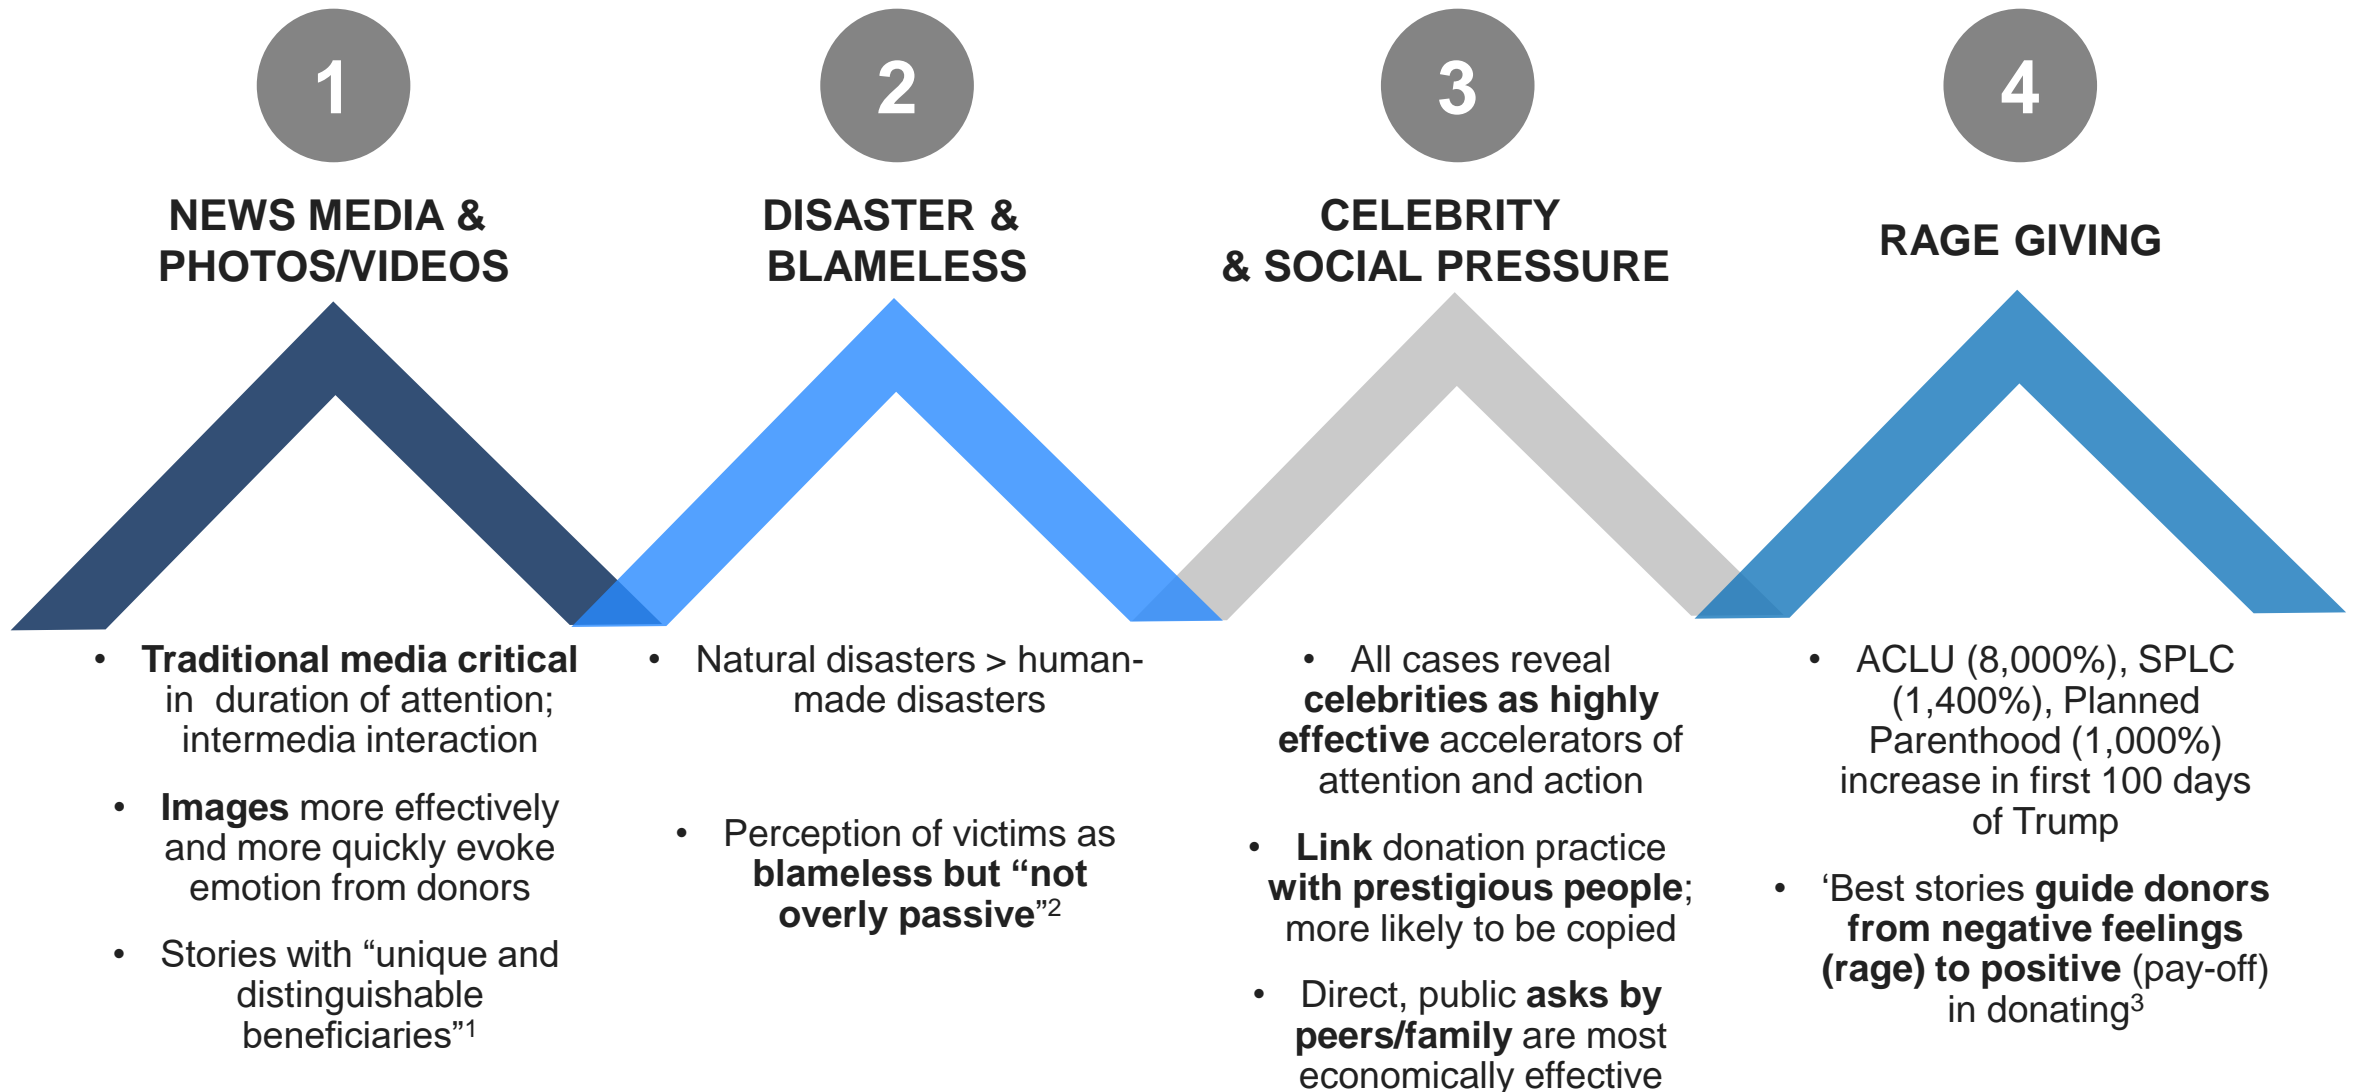 1
NEWS MEDIA &
PHOTOS/VIDEOS
• Traditional media critical
in duration of attention;
intermedia interaction
• Images more effectively
and more quickly evoke
emotion from donors
• Stories with “unique and
distinguishable
beneficiaries”1
2
DISASTER &
BLAMELESS
• Natural disasters > human-
made disasters
• Perception of victims as
blameless but “not
overly passive”2
3
CELEBRITY
& SOCIAL PRESSURE
• All cases reveal
celebrities as highly
effective accelerators of
attention and action
• Link donation practice
with prestigious people;
more likely to be copied
• Direct, public asks by
peers/family are most
economically effective
4
RAGE GIVING
• ACLU (8,000%), SPLC
(1,400%), Planned
Parenthood (1,000%)
increase in first 100 days
of Trump
• ‘Best stories guide donors
from negative feelings
(rage) to positive (pay-off)
in donating3